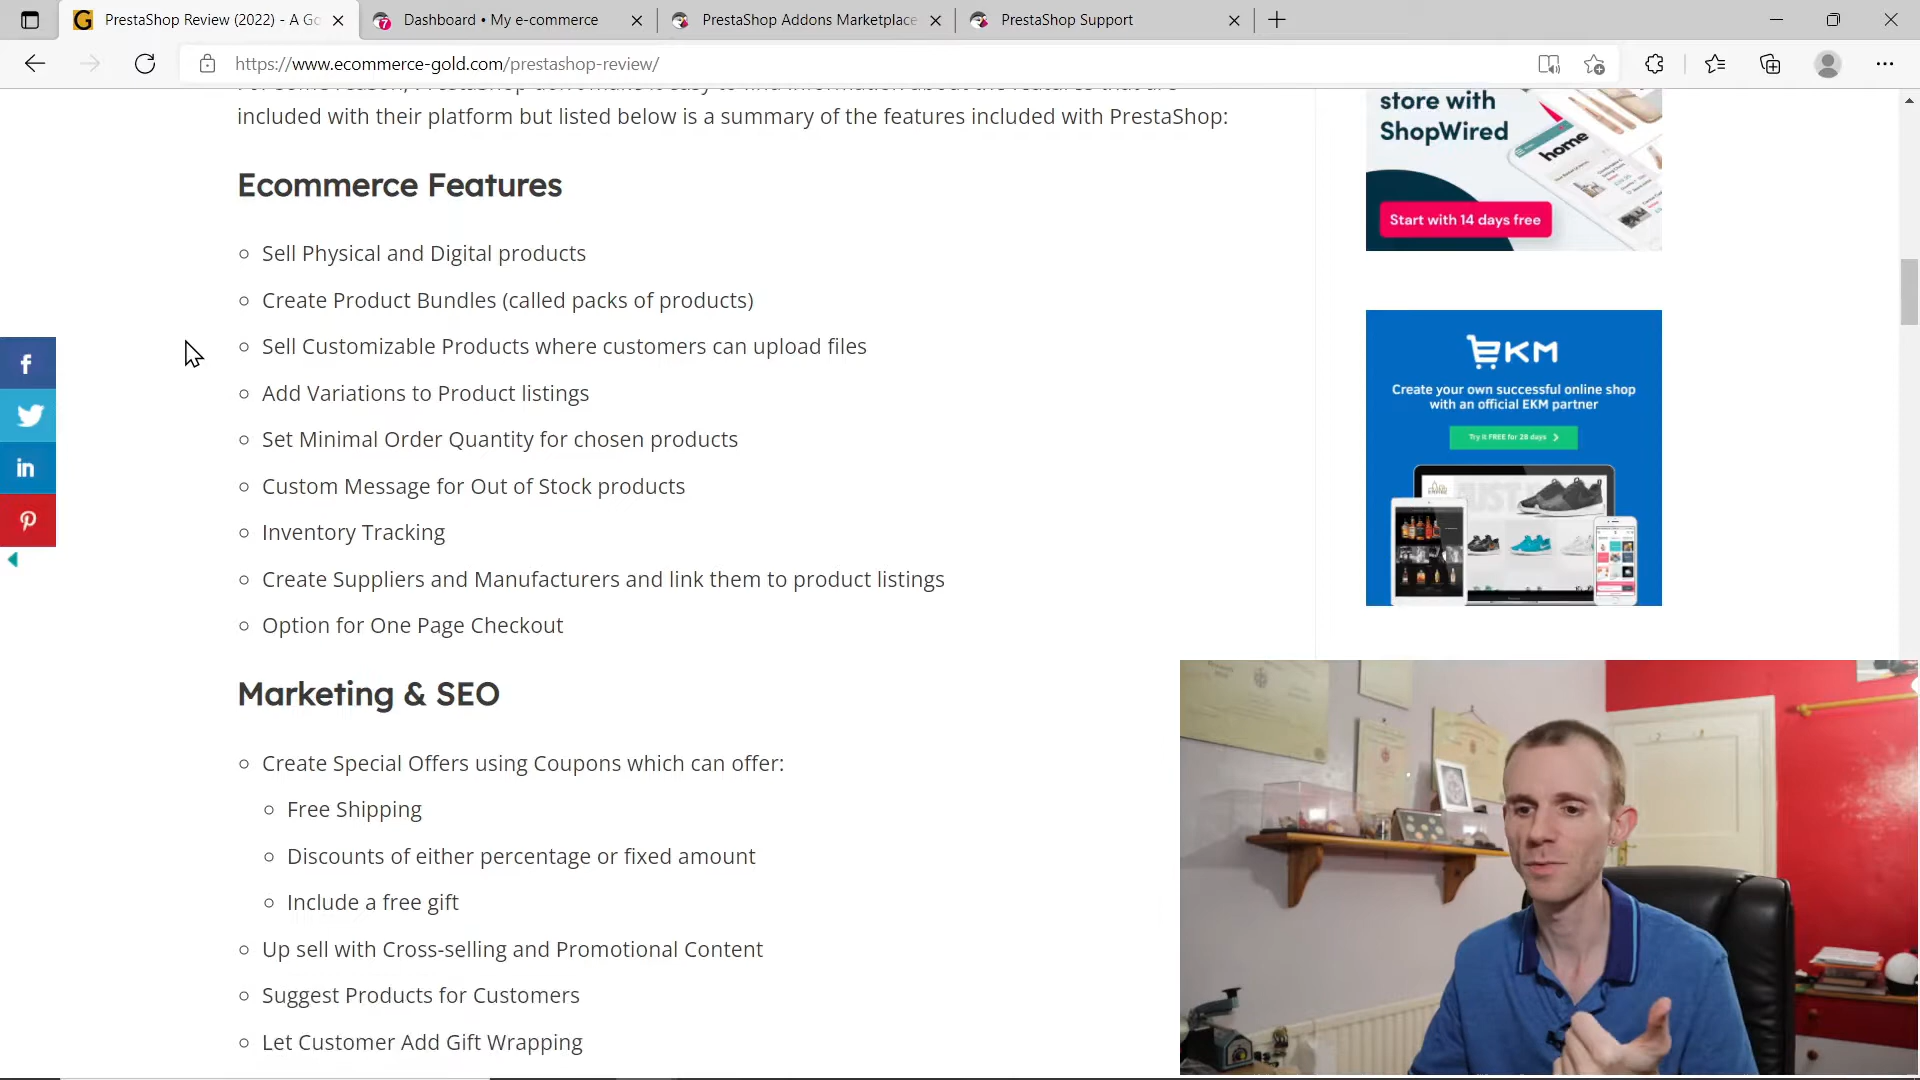 PrestaShop Review (2022) - A Go
Dashboard • My e-commerce
PrestaShop Addons Marketplace
PrestaShop Support
https://www.ecommerce-gold.com/prestashop-review/
included with their platform but listed below is a summary of the features included with PrestaShop:
Ecommerce Features
Sell Physical and Digital products
Create Product Bundles (called packs of products)
Sell Customizable Products where customers can upload files
Add Variations to Product listings
Set Minimal Order Quantity for chosen products
Custom Message for Out of Stock products
Inventory Tracking
Create Suppliers and Manufacturers and link them to product listings
Option for One Page Checkout
Marketing & SEO
Create Special Offers using Coupons which can offer:
Free Shipping
Discounts of either percentage or fixed amount
Include a free gift
Up sell with Cross-selling and Promotional Content
Suggest Products for Customers
Let Customer Add Gift Wrapping
store with
ShopWired
home
Start with 14 days free
EKM
Create your own successful online shop
with an official EKM partner
Try it FREE for 28 days